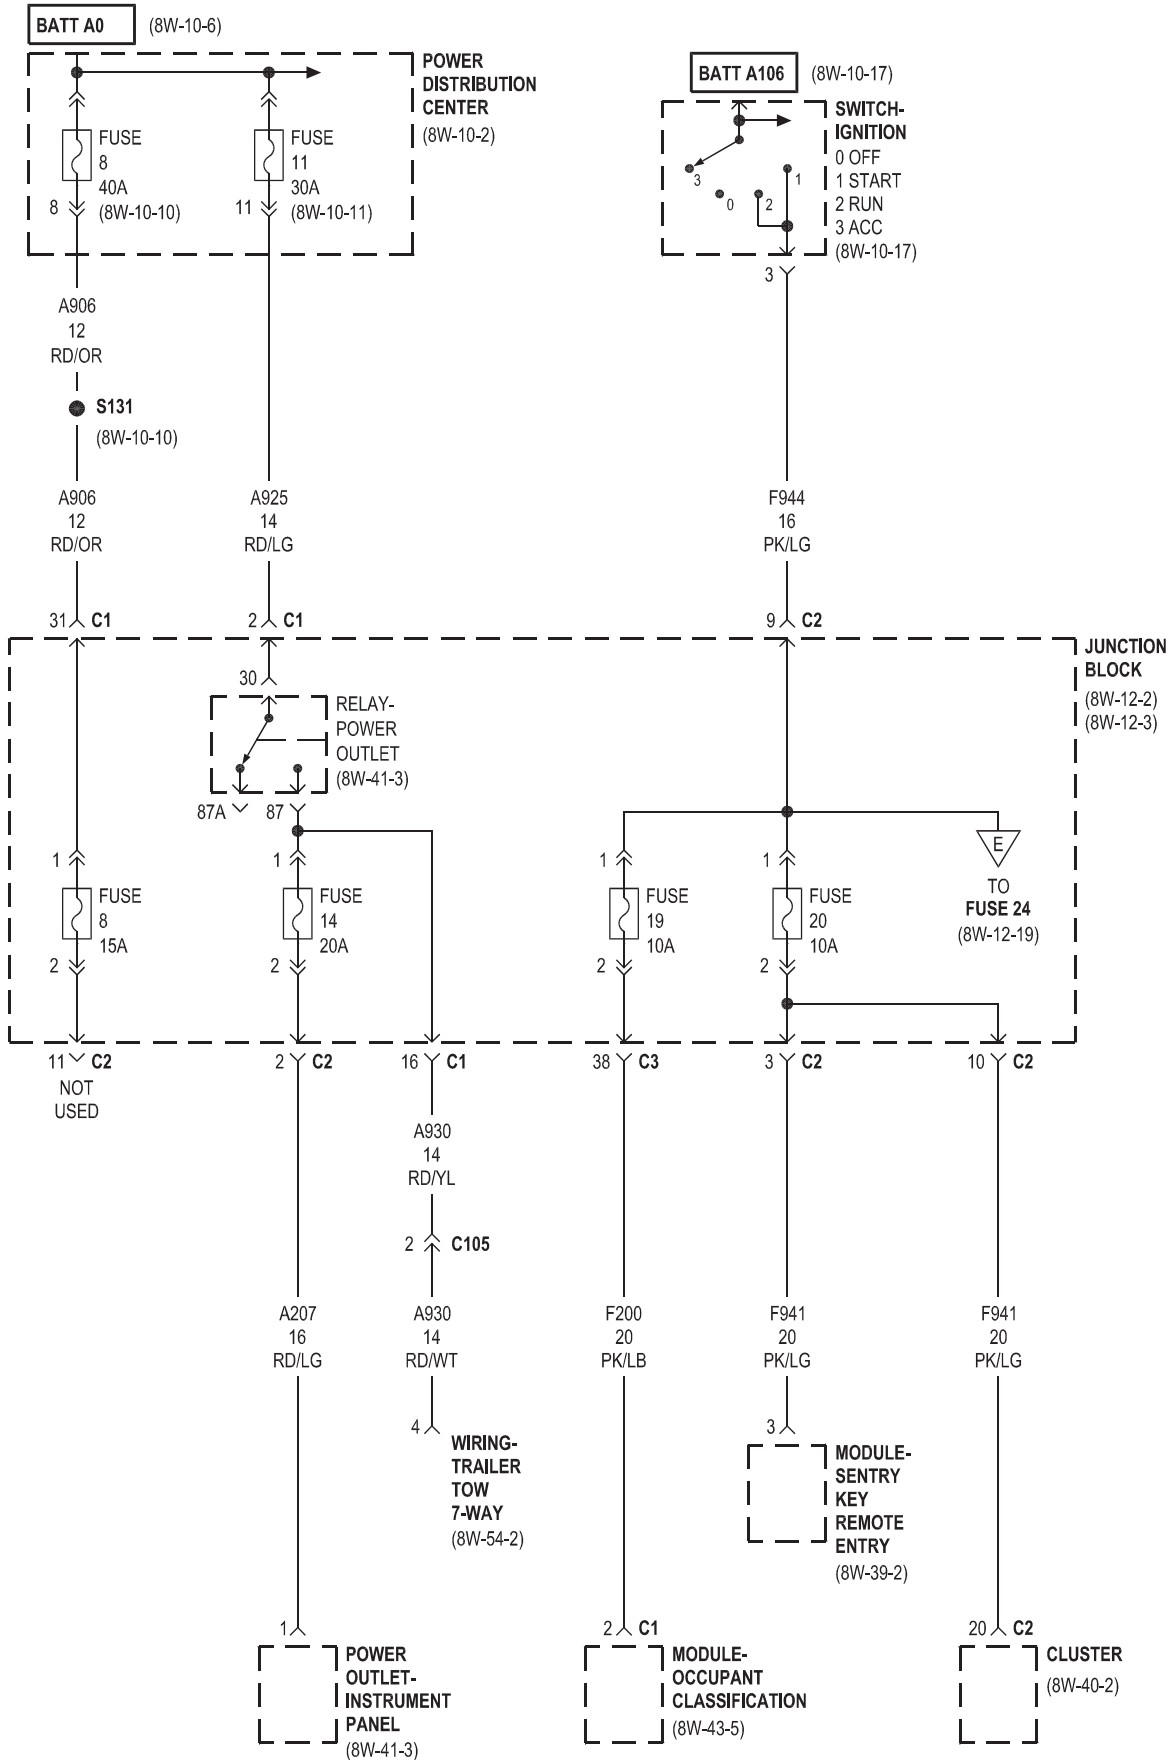 BATT A0
(8W-10-6)
POWER
DISTRIBUTION
CENTER
(8W-10-2)
FUSE
8
40A
(8W-10-10)
8
FUSE
11
30A
(8W-10-11)
11
BATT A106
(8W-10-17)
SWITCH-
IGNITION
0 OFF
1 START
2 RUN
3 ACC
(8W-10-17)
3
0
2
1
3
A906
12
RD/OR
S131
(8W-10-10)
A906
12
RD/OR
A925
14
RD/LG
F944
16
PK/LG
31 C1
2 C1
9 C2
JUNCTION
BLOCK
(8W-12-2)
(8W-12-3)
30
RELAY-
POWER
OUTLET
(8W-41-3)
87A
87
E
TO
FUSE 24
(8W-12-19)
1
FUSE
8
15A
2
1
FUSE
14
20A
2
1
FUSE
19
10A
2
1
FUSE
20
10A
2
11 C2
NOT
USED
2 C2
16 C1
38 C3
3 C2
10 C2
A930
14
RD/YL
2 C105
A207
16
RD/LG
A930
14
RD/WT
F200
20
PK/LB
F941
20
PK/LG
F941
20
PK/LG
4
WIRING-
TRAILER
TOW
7-WAY
(8W-54-2)
3
MODULE-
SENTRY
KEY
REMOTE
ENTRY
(8W-39-2)
1
POWER
OUTLET-
INSTRUMENT
PANEL
(8W-41-3)
2 C1
MODULE-
OCCUPANT
CLASSIFICATION
(8W-43-5)
20 C2
CLUSTER
(8W-40-2)